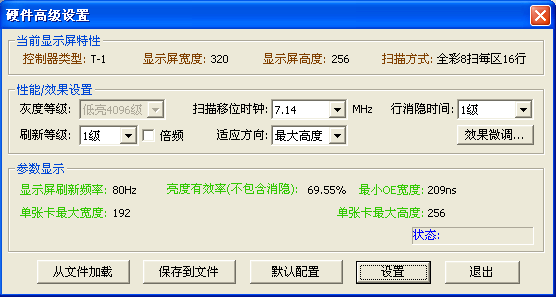 硬件高级设置
当前显示屏特性
控制器类型: T-1 显示屏宽度: 320 显示屏高度: 256 扫描方式: 全彩8扫每区16行
性能/效果设置
灰度等级: 低亮4096级 扫描移位时钟: 7.14 MHz 行消隐时间: 1级
刷新等级: 1级 倍频 适应方向: 最大高度 效果微调...
参数显示
显示屏刷新频率: 80Hz 亮度有效率(不包含消隐): 69.55% 最小OE宽度: 209ns
单张卡最大宽度: 192 单张卡最大高度: 256
状态:
从文件加载 保存到文件 默认配置 设置 退出